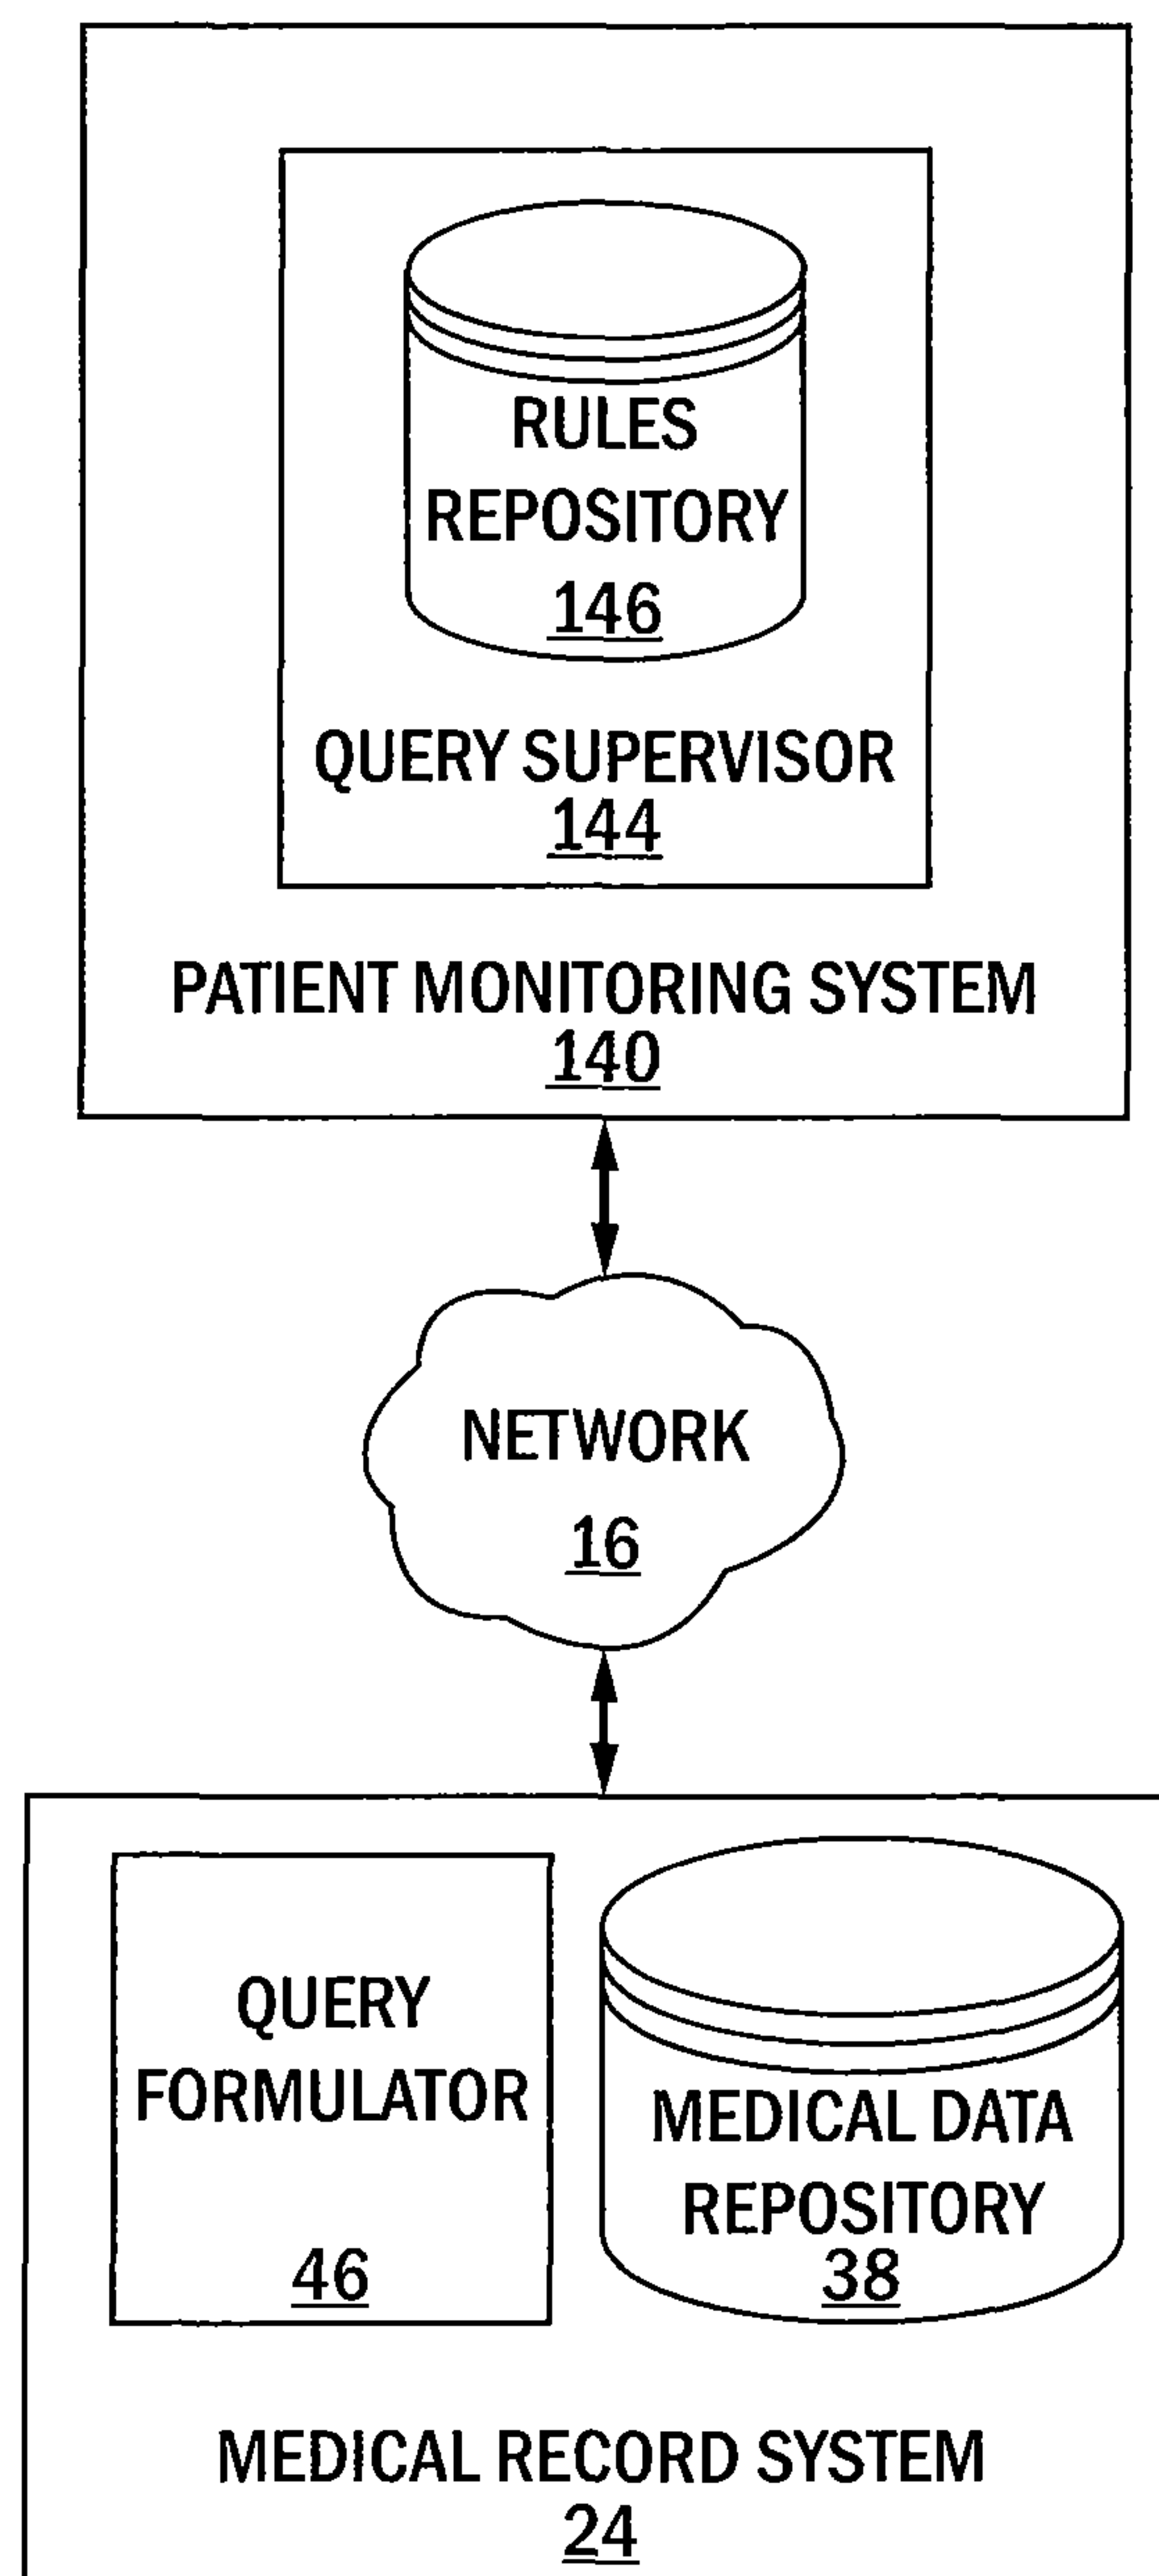 RULES
REPOSITORY
146
QUERY SUPERVISOR
144
PATIENT MONITORING SYSTEM
140
NETWORK
16
QUERY
FORMULATOR
46
MEDICAL DATA
REPOSITORY
38
MEDICAL RECORD SYSTEM
24